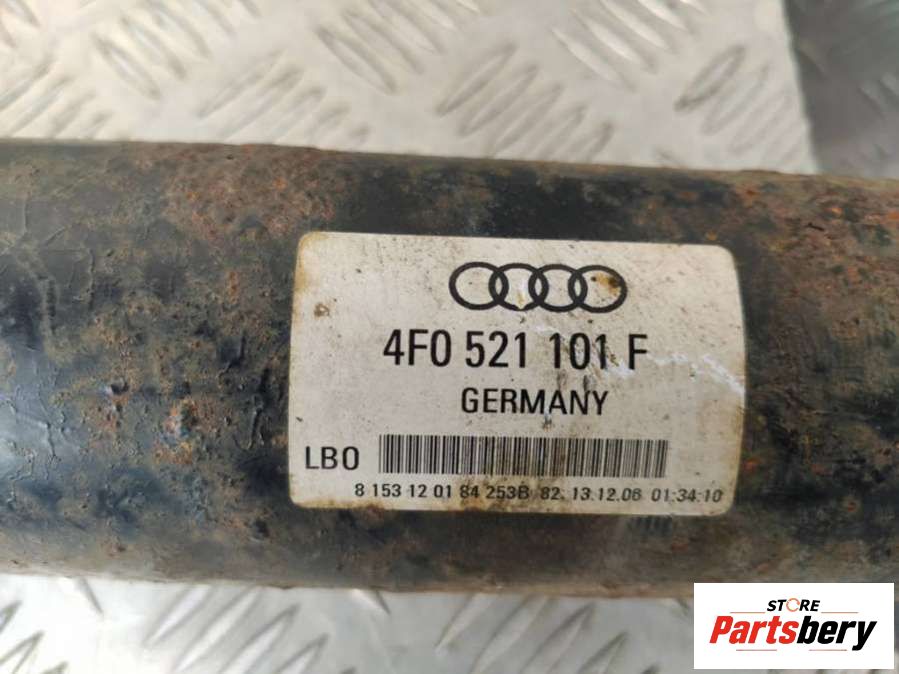 4F0 521 101 F
GERMANY
LB0
8 153 12 01 84 253B 82 13.12.06 01:34:10
STORE
Partsbery